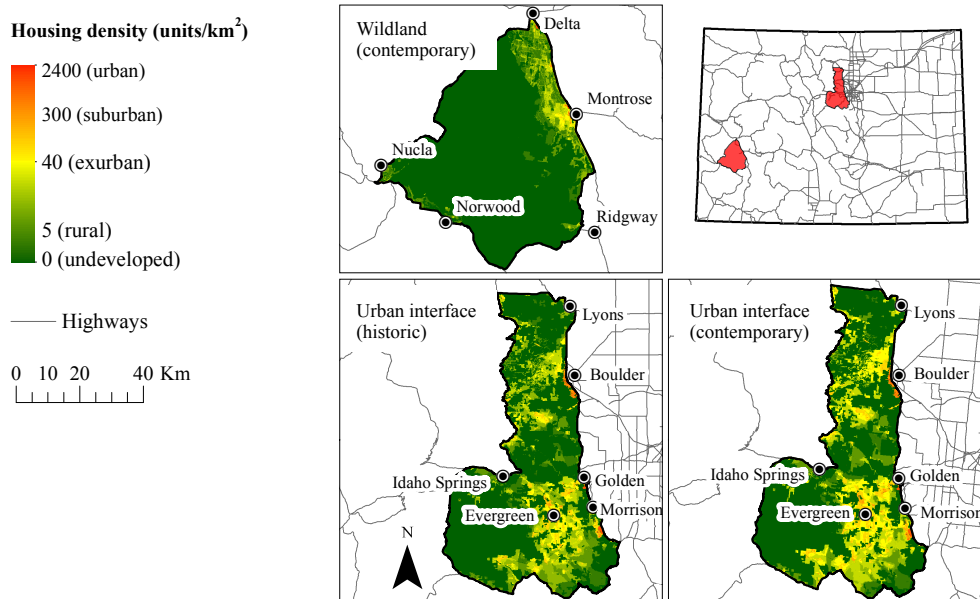 Housing density (units/km²)
2400 (urban)
300 (suburban)
40 (exurban)
5 (rural)
0 (undeveloped)
Highways
0 10 20 40 Km
Wildland
(contemporary)
Delta
Montrose
Nucla
Norwood
Ridgway
Urban interface
(historic)
Lyons
Boulder
Idaho Springs
Golden
Evergreen
Morrison
N
Urban interface
(contemporary)
Lyons
Boulder
Idaho Springs
Golden
Evergreen
Morrison